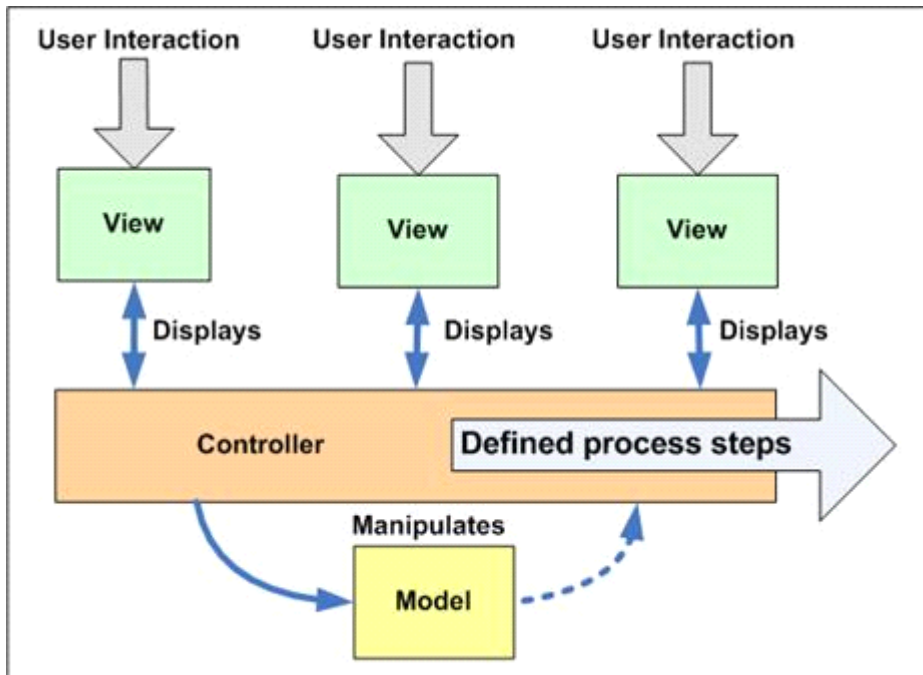 User Interaction
User Interaction
User Interaction
View
View
View
Displays
Displays
Displays
Controller
Defined process steps
Manipulates
Model